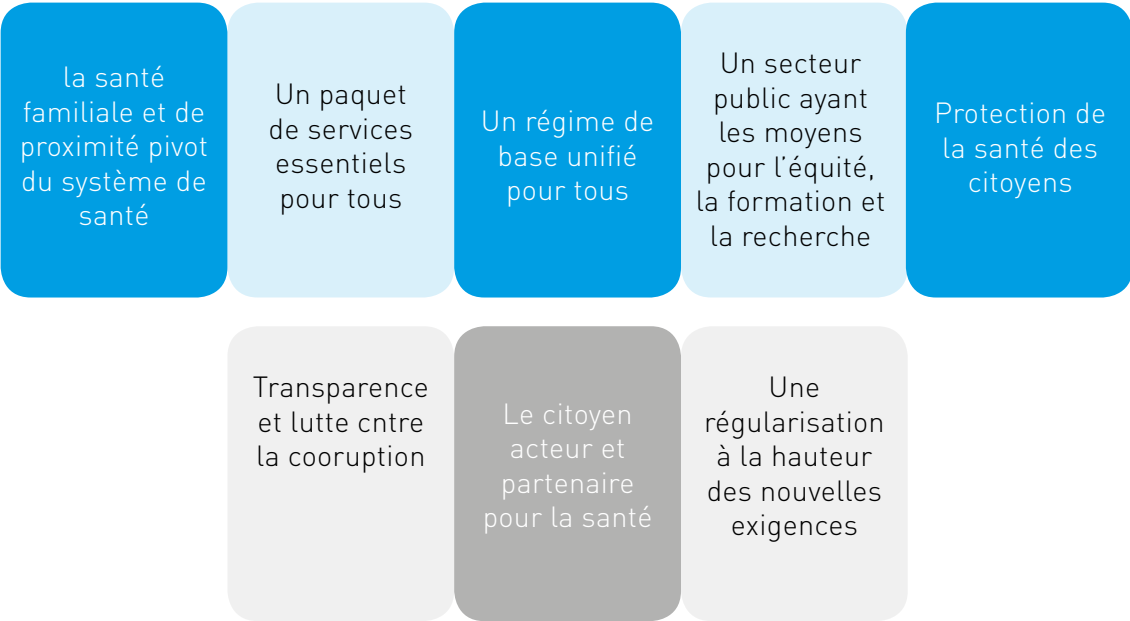 la santé
familiale et de
proximité pivot
du système de
santé
Un paquet
de services
essentiels
pour tous
Un régime de
base unifié
pour tous
Un secteur
public ayant
les moyens
pour l'équité,
la formation et
la recherche
Protection de
la santé des
citoyens
Transparence
et lutte cntre
la cooruption
Le citoyen
acteur et
partenaire
pour la santé
Une
régularisation
à la hauteur
des nouvelles
exigences